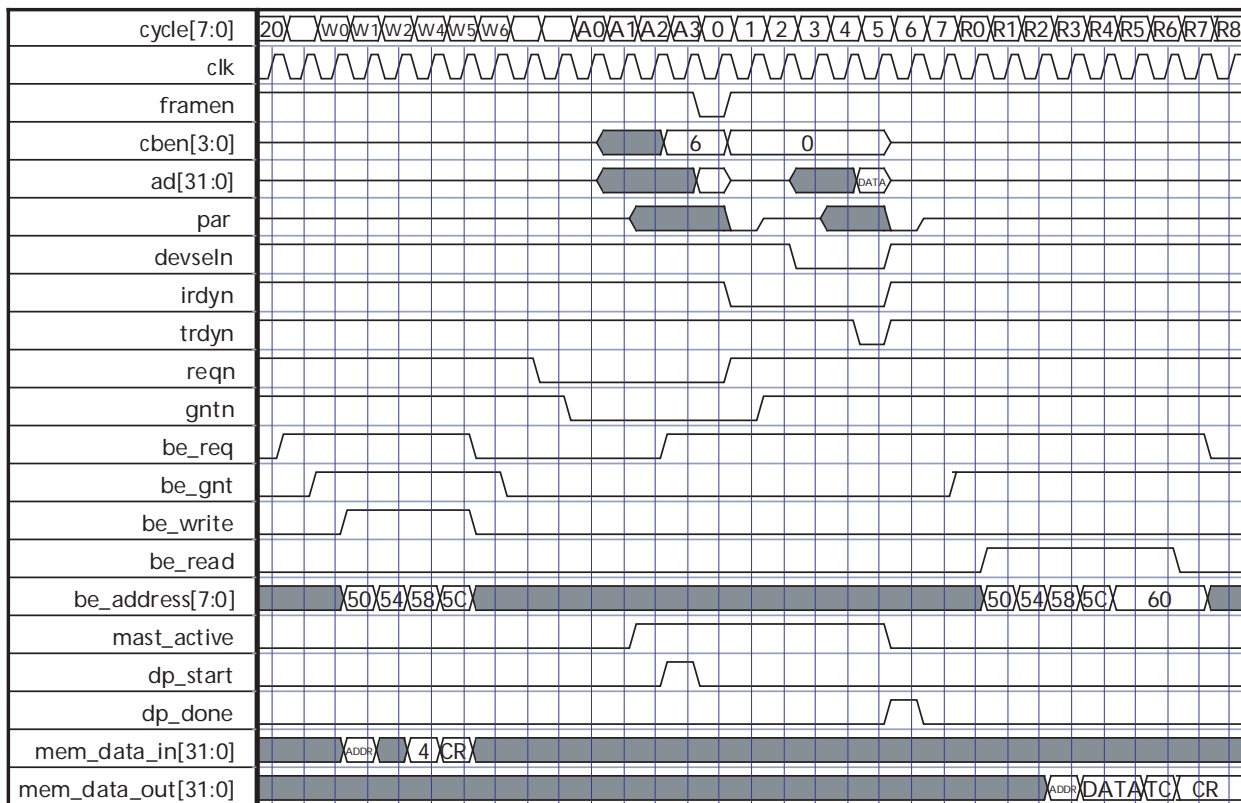 cycle[7:0] 20 W0 W1 W2 W4 W5 W6 A0 A1 A2 A3 0 1 2 3 4 5 6 7 R0 R1 R2 R3 R4 R5 R6 R7 R8
clk
framen
cben[3:0] 6 0
ad[31:0] DATA
par
devseln
irdyn
trdyn
reqn
gntn
be_req
be_gnt
be_write
be_read
be_address[7:0] 50 54 58 5C 50 54 58 5C 60
mast_active
dp_start
dp_done
mem_data_in[31:0] ADDR 4 CR
mem_data_out[31:0] ADDR DATA TC CR